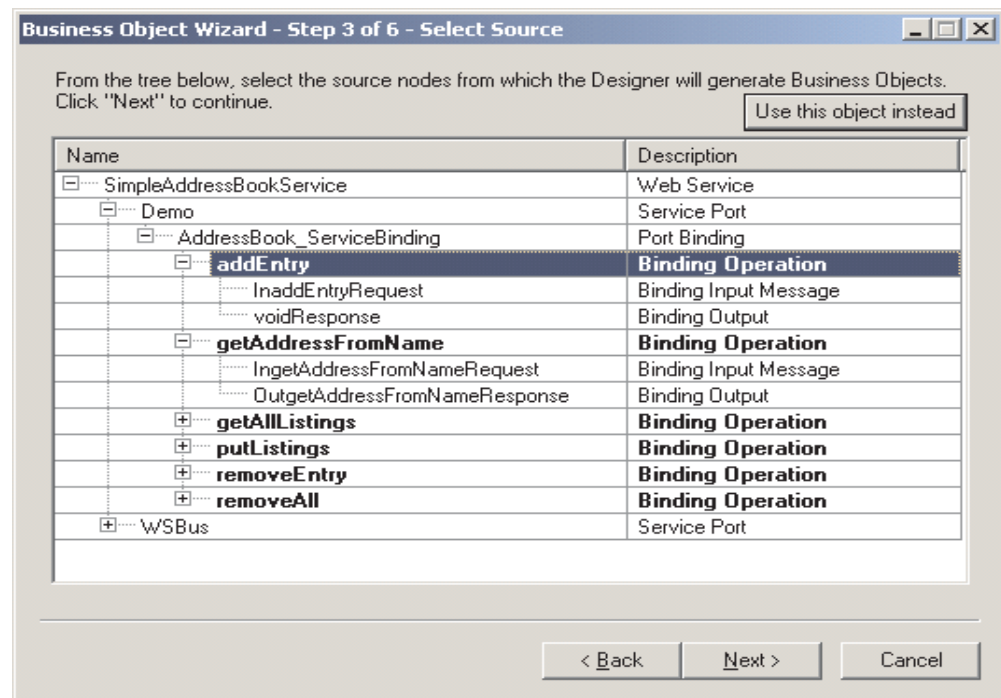 Business Object Wizard - Step 3 of 6 - Select Source
From the tree below, select the source nodes from which the Designer will generate Business Objects.
Click "Next" to continue.
Use this object instead
Name Description
SimpleAddressBookService Web Service
Demo Service Port
AddressBook_ServiceBinding Port Binding
addEntry Binding Operation
InaddEntryRequest Binding Input Message
voidResponse Binding Output
getAddressFromName Binding Operation
IngetAddressFromNameRequest Binding Input Message
OutgetAddressFromNameResponse Binding Output
getAllListings Binding Operation
putListings Binding Operation
removeEntry Binding Operation
removeAll Binding Operation
WSBus Service Port
< Back Next > Cancel